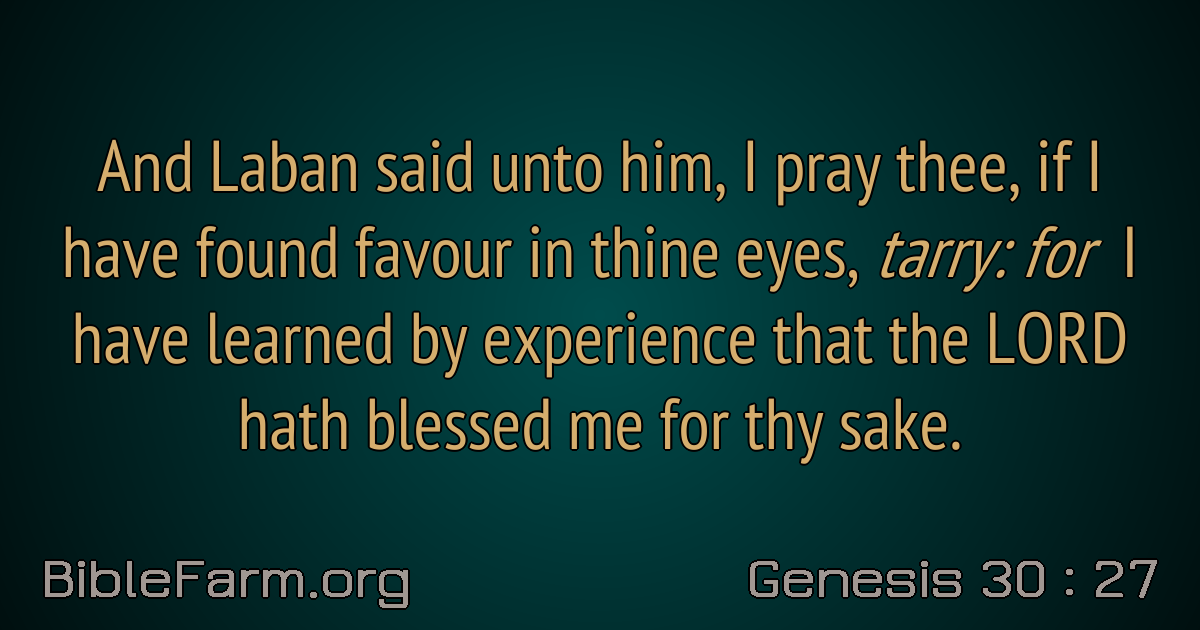 And Laban said unto him, I pray thee, if I
have found favour in thine eyes, tarry: for I
have learned by experience that the LORD
hath blessed me for thy sake.
BibleFarm.org
Genesis 30 : 27